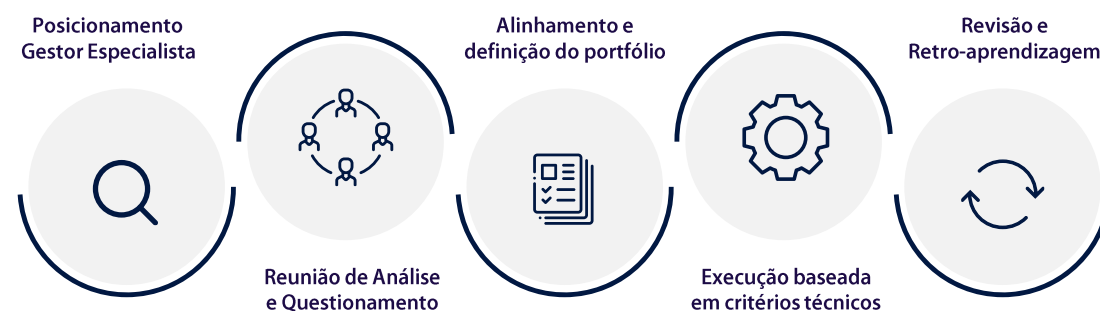 Posicionamento
Gestor Especialista
Reunião de Análise
e Questionamento
Alinhamento e
definição do portfólio
Execução baseada
em critérios técnicos
Revisão e
Retro-aprendizagem